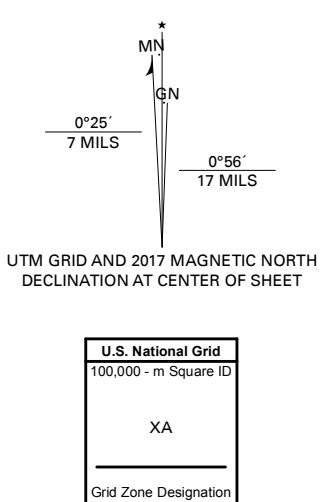 ★
MN
GN
0°25´
7 MILS
0°56´
17 MILS
UTM GRID AND 2017 MAGNETIC NORTH
DECLINATION AT CENTER OF SHEET
U.S. National Grid
100,000 - m Square ID
XA
Grid Zone Designation